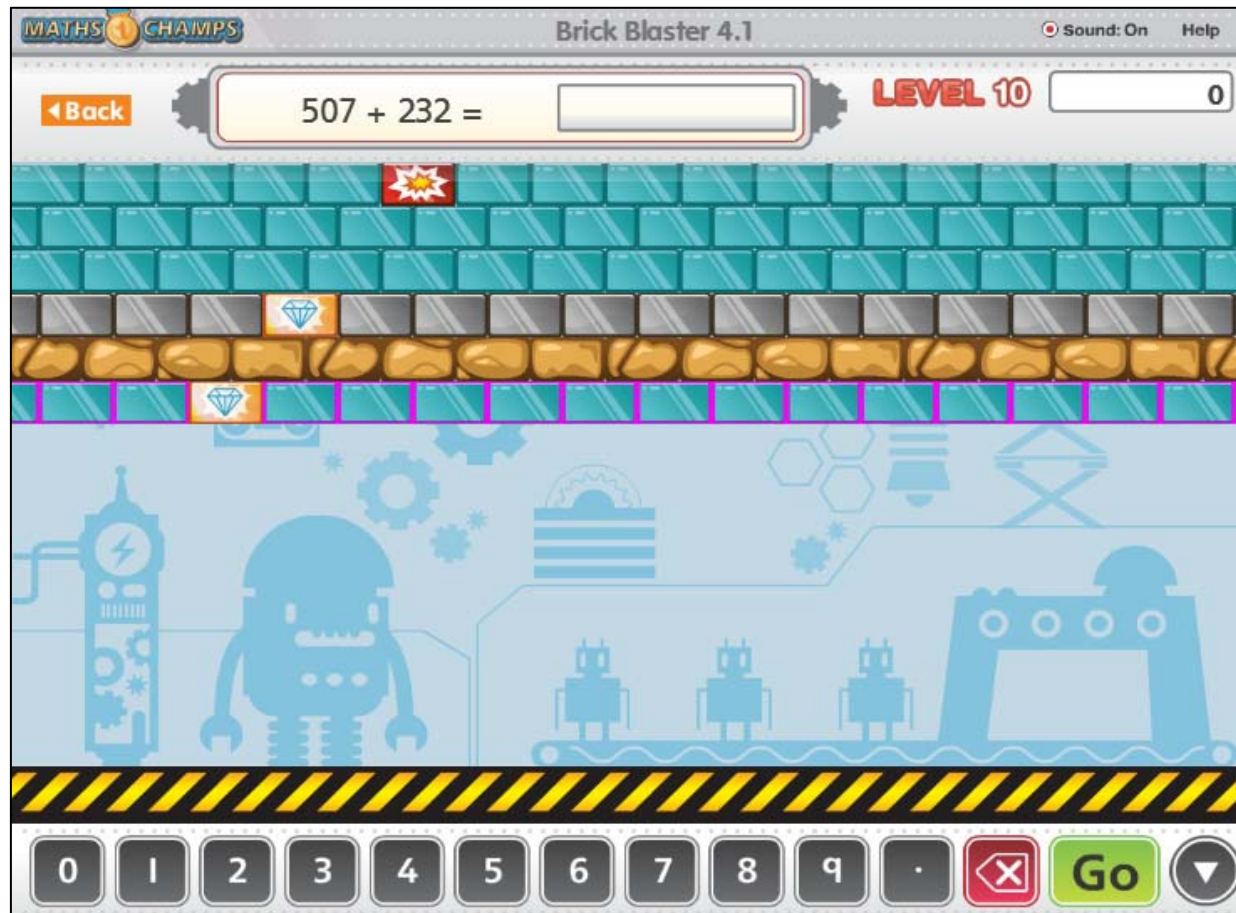 MATHS 1 CHAMPS
Brick Blaster 4.1
Sound: On
Help
Back
507 + 232 =
LEVEL 10
0
0 1 2 3 4 5 6 7 8 9 . Go